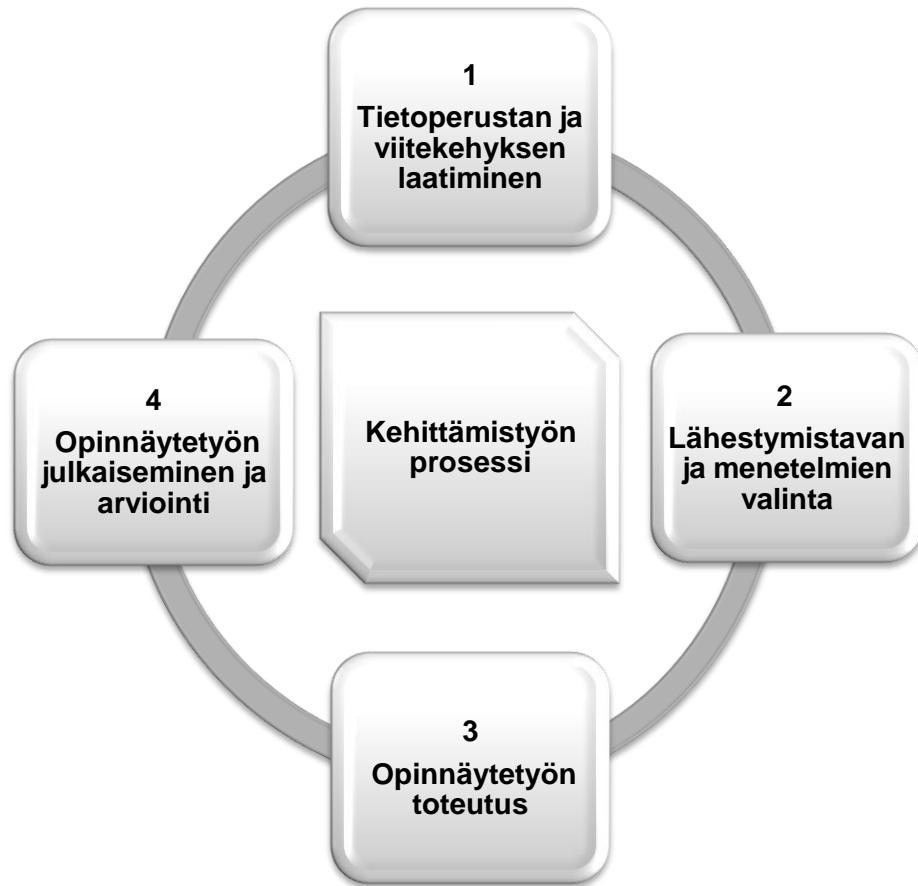 1
Tietoperustan ja
viitekehyksen
laatiminen
2
Lähestymistavan
ja menetelmien
valinta
3
Opinnäytetyön
toteutus
4
Opinnäytetyön
julkaiseminen ja
arviointi
Kehittämistyön
prosessi